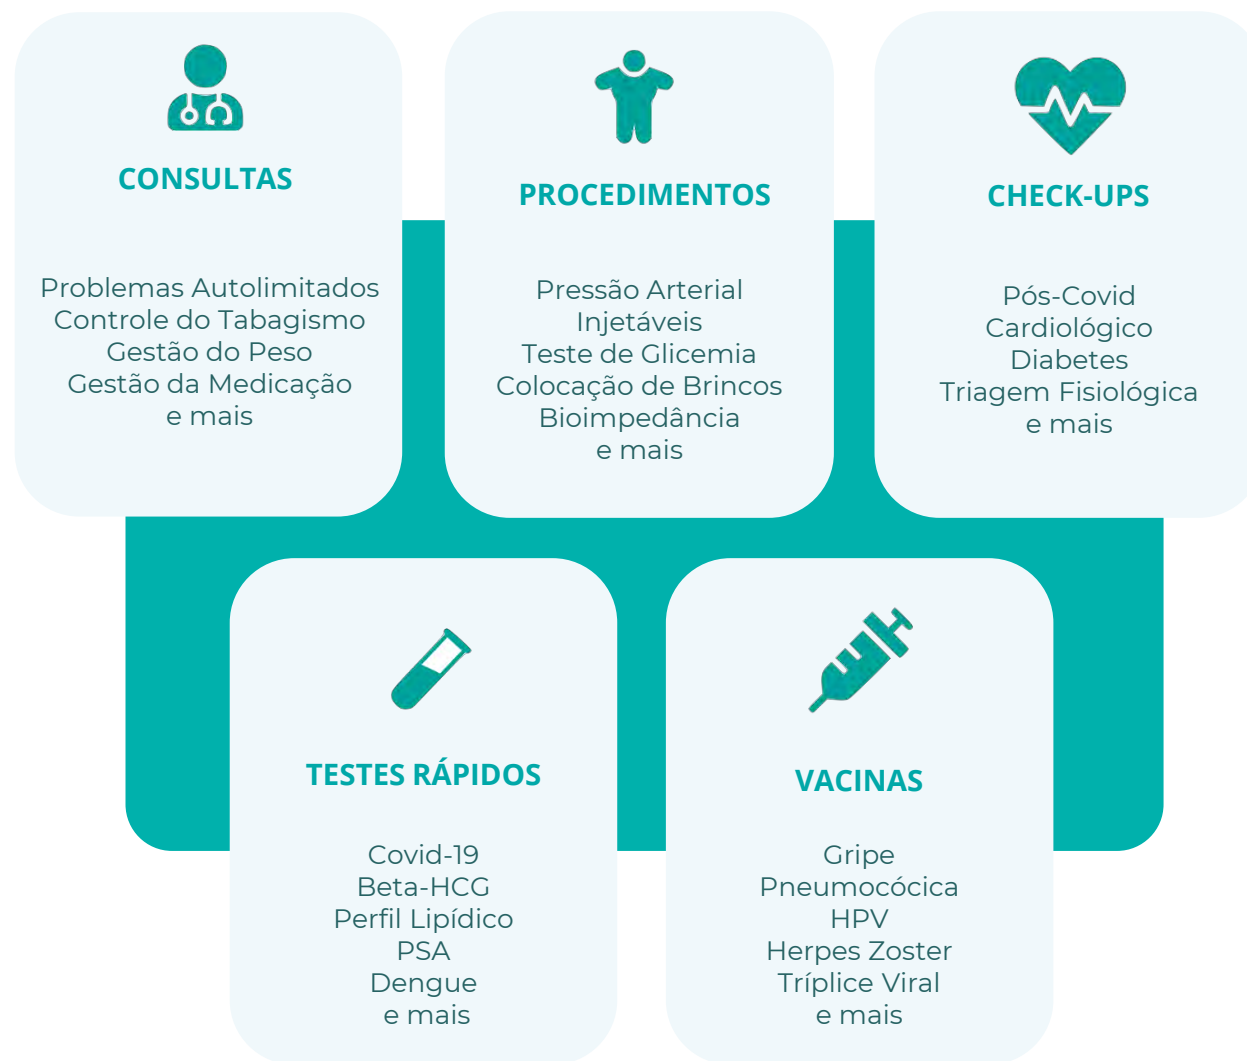 CONSULTAS
Problemas Autolimitados
Controle do Tabagismo
Gestão do Peso
Gestão da Medicação
e mais
PROCEDIMENTOS
Pressão Arterial
Injetáveis
Teste de Glicemia
Colocação de Brincos
Bioimpedância
e mais
CHECK-UPS
Pós-Covid
Cardiológico
Diabetes
Triagem Fisiológica
e mais
TESTES RÁPIDOS
Covid-19
Beta-HCG
Perfil Lipídico
PSA
Dengue
e mais
VACINAS
Gripe
Pneumocócica
HPV
Herpes Zoster
Tríplice Viral
e mais